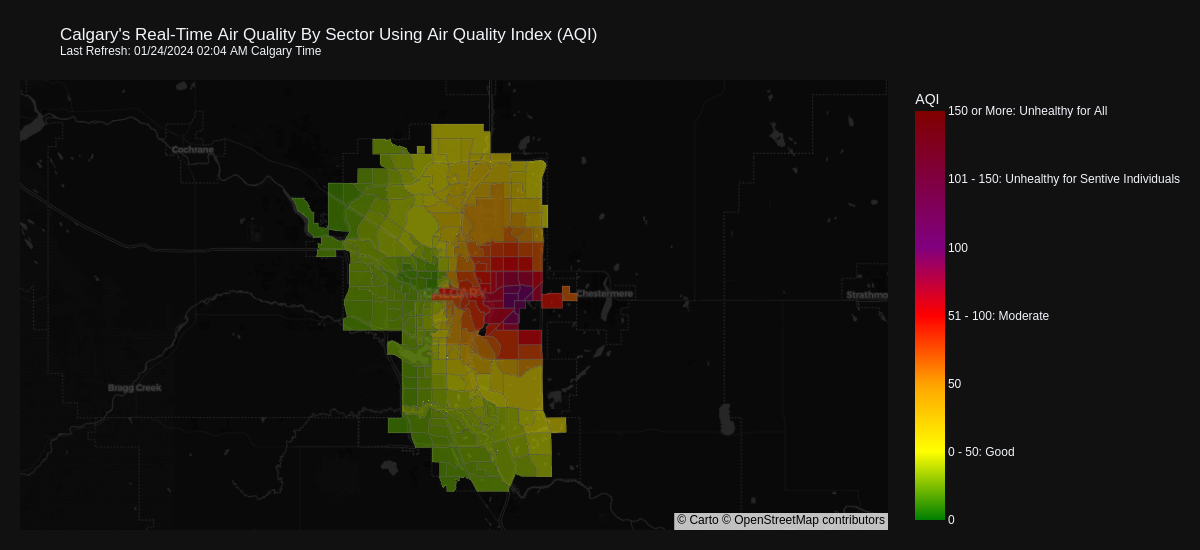 Calgary's Real-Time Air Quality By Sector Using Air Quality Index (AQI)
Last Refresh: 01/24/2024 02:04 AM Calgary Time
AQI
150 or More: Unhealthy for All
Cochrane
101 - 150: Unhealthy for Sentive Individuals
100
CALGARY
Chestermere
Strathmo
51 - 100: Moderate
Bragg Creek
50
0 - 50: Good
© Carto © OpenStreetMap contributors
0